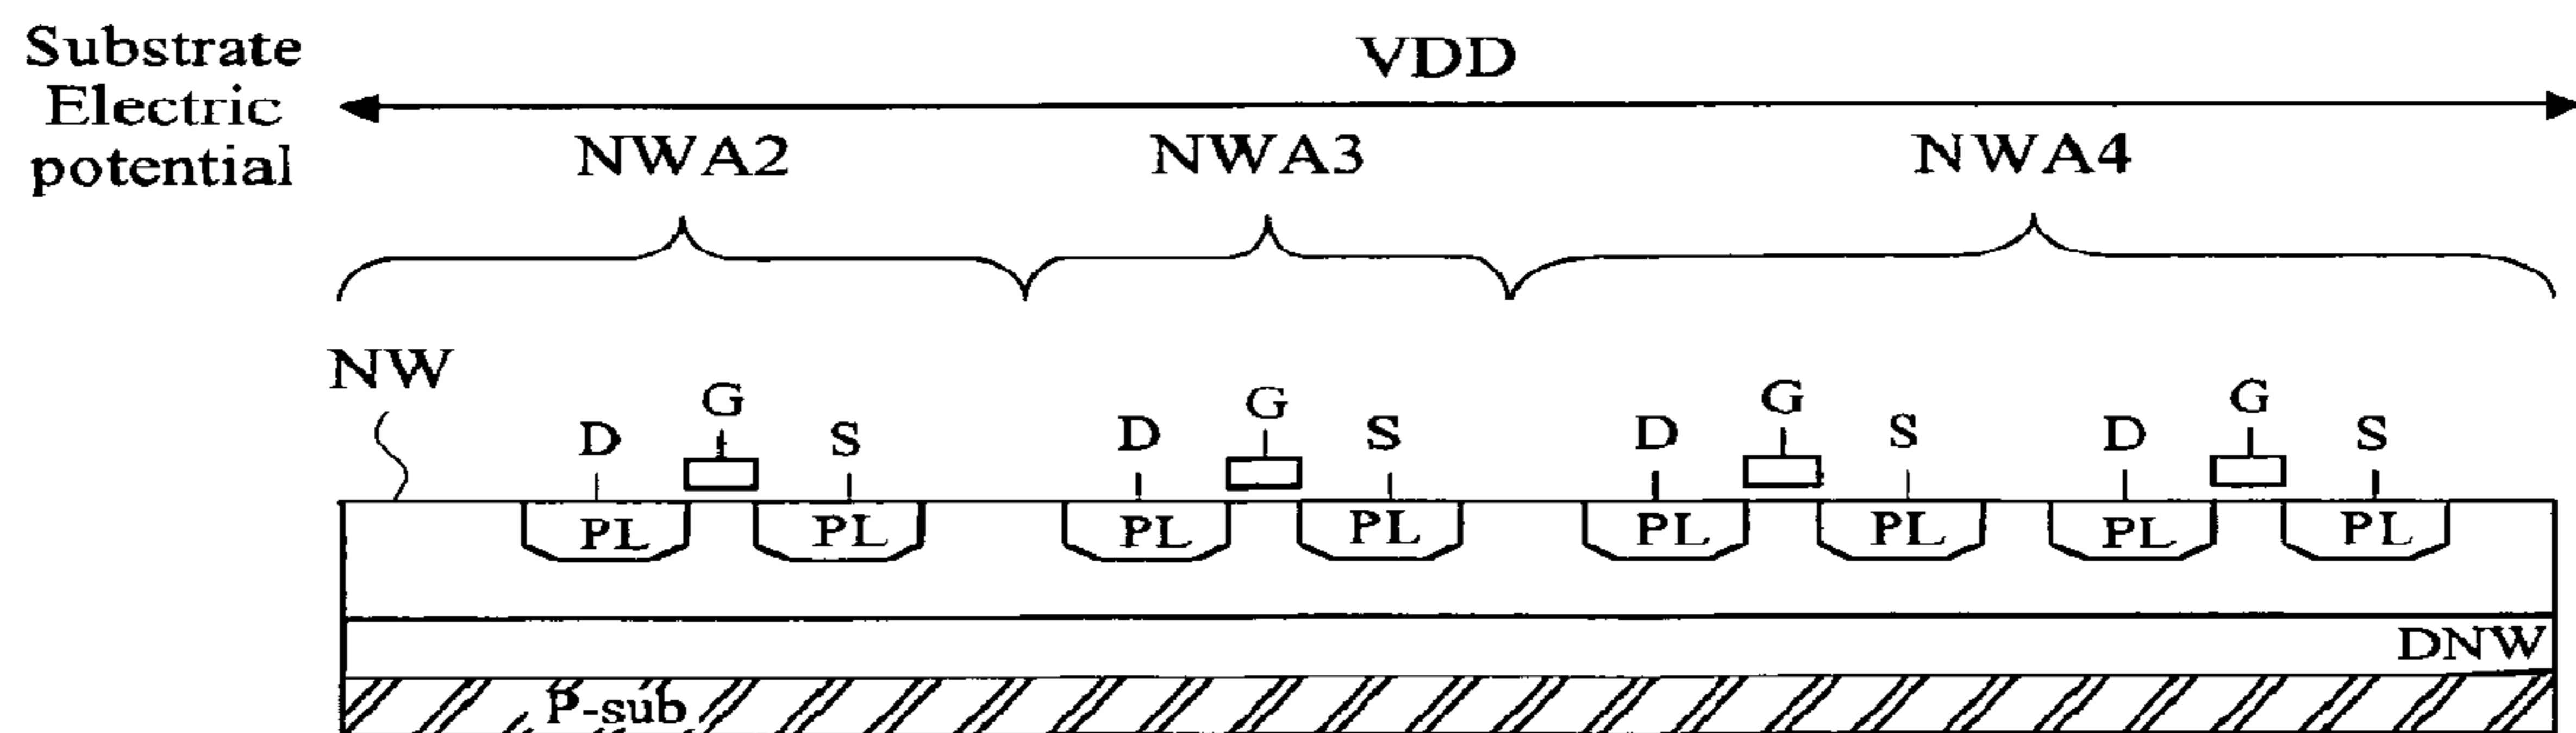 Substrate
Electric
potential
VDD
NWA2 NWA3 NWA4
NW
D G S D G S D G S D G S
PL PL PL PL PL PL PL PL
DNW
P-sub